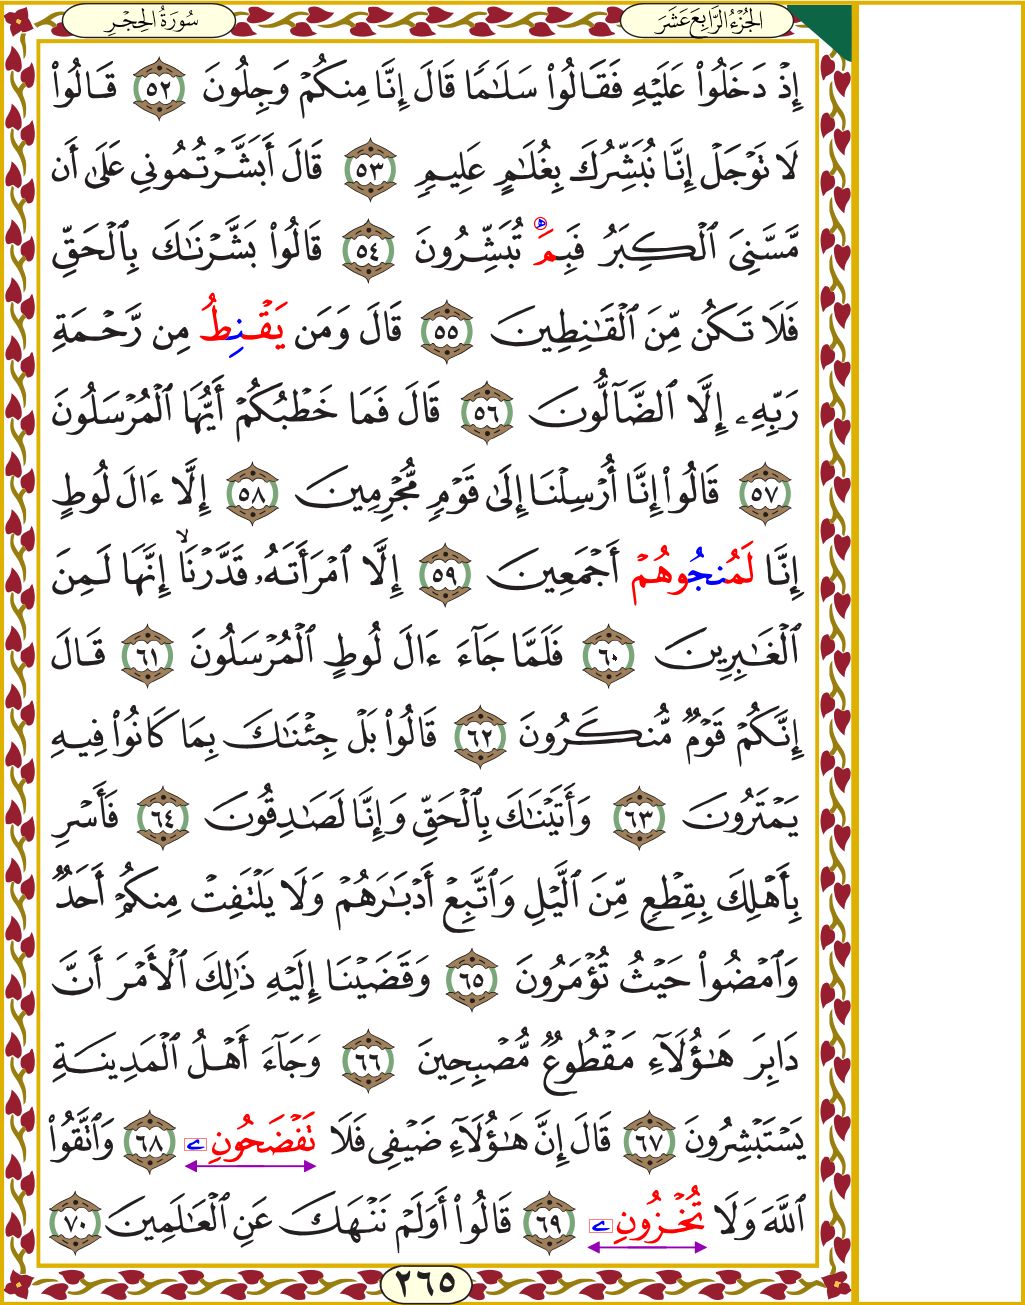 الجُزْءُ الرَّابِعَ عَشَرَ
سُورَةُ الحِجْرِ
إِذْ دَخَلُوا۟ عَلَيْهِ فَقَالُوا۟ سَلَٰمًا قَالَ إِنَّا مِنكُمْ وَجِلُونَ ٥٢ قَالُوا۟
لَا تَوْجَلْ إِنَّا نُبَشِّرُكَ بِغُلَٰمٍ عَلِيمٍ ٥٣ قَالَ أَبَشَّرْتُمُونِى عَلَىٰ أَن
مَّسَّنِىَ ٱلْكِبَرُ فَبِمَ ه تُبَشِّرُونَ ٥٤ قَالُوا۟ بَشَّرْنَٰكَ بِٱلْحَقِّ
فَلَا تَكُن مِّنَ ٱلْقَٰنِطِينَ ٥٥ قَالَ وَمَن يَقْنِطُ مِن رَّحْمَةِ
رَبِّهِۦ إِلَّا ٱلضَّآلُّونَ ٥٦ قَالَ فَمَا خَطْبُكُمْ أَيُّهَا ٱلْمُرْسَلُونَ
٥٧ قَالُوا۟ إِنَّا أُرْسِلْنَا إِلَىٰ قَوْمٍ مُّجْرِمِينَ ٥٨ إِلَّا ءَالَ لُوطٍ
إِنَّا لَمُنجُوهُمْ أَجْمَعِينَ ٥٩ إِلَّا ٱمْرَأَتَهُۥ قَدَّرْنَا ۙ إِنَّهَا لَمِنَ
ٱلْغَٰبِرِينَ ٦٠ فَلَمَّا جَآءَ ءَالَ لُوطٍ ٱلْمُرْسَلُونَ ٦١ قَالَ
إِنَّكُمْ قَوْمٌ مُّنكَرُونَ ٦٢ قَالُوا۟ بَلْ جِئْنَٰكَ بِمَا كَانُوا۟ فِيهِ
يَمْتَرُونَ ٦٣ وَأَتَيْنَٰكَ بِٱلْحَقِّ وَإِنَّا لَصَٰدِقُونَ ٦٤ فَأَسْرِ
بِأَهْلِكَ بِقِطْعٍ مِّنَ ٱلَّيْلِ وَٱتَّبِعْ أَدْبَٰرَهُمْ وَلَا يَلْتَفِتْ مِنكُمْ أَحَدٌ
وَٱمْضُوا۟ حَيْثُ تُؤْمَرُونَ ٦٥ وَقَضَيْنَا إِلَيْهِ ذَٰلِكَ ٱلْأَمْرَ أَنَّ
دَابِرَ هَٰٓؤُلَآءِ مَقْطُوعٌ مُّصْبِحِينَ ٦٦ وَجَآءَ أَهْلُ ٱلْمَدِينَةِ
يَسْتَبْشِرُونَ ٦٧ قَالَ إِنَّ هَٰٓؤُلَآءِ ضَيْفِى فَلَا تَفْضَحُونِ ے ٦٨ وَٱتَّقُوا۟
ٱللَّهَ وَلَا تُخْزُونِ ے ٦٩ قَالُوا۟ أَوَلَمْ نَنْهَكَ عَنِ ٱلْعَٰلَمِينَ ٧٠
٢٦٥